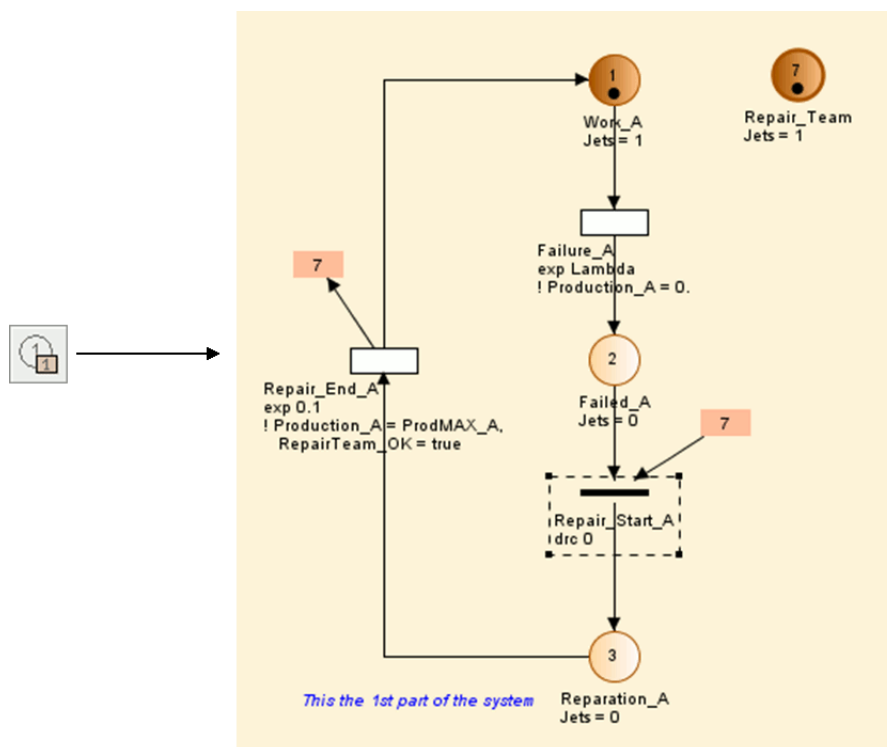 1
1
1
Work_A
Jets = 1
7
Repair_Team
Jets = 1
Failure_A
exp Lambda
! Production_A = 0.
7
2
Failed_A
Jets = 0
7
Repair_End_A
exp 0.1
! Production_A = ProdMAX_A,
RepairTeam_OK = true
Repair_Start_A
drc 0
3
Reparation_A
Jets = 0
This the 1st part of the system